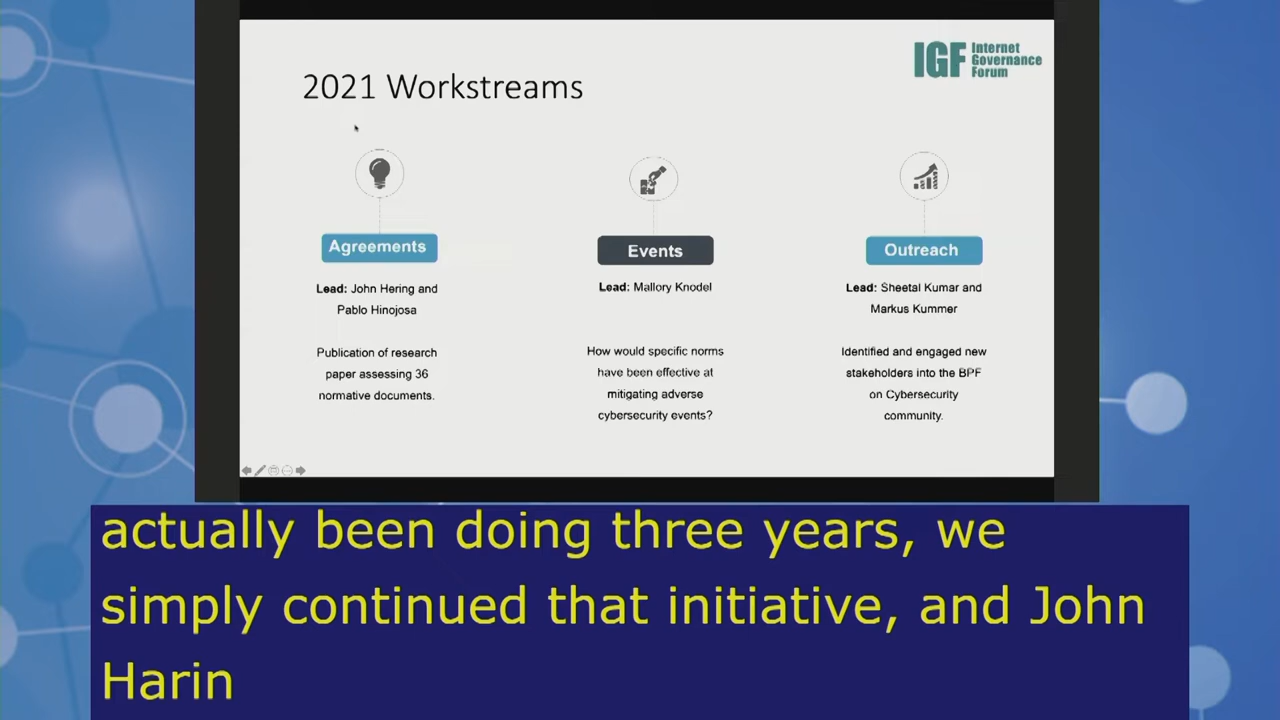 2021 Workstreams
IGF Internet
Governance
Forum
Agreements
Lead: John Hering and
Pablo Hinojosa
Publication of research
paper assessing 36
normative documents.
Events
Lead: Mallory Knodel
How would specific norms
have been effective at
mitigating adverse
cybersecurity events?
Outreach
Lead: Sheetal Kumar and
Markus Kummer
Identified and engaged new
stakeholders into the BPF
on Cybersecurity
community.
actually been doing three years, we
simply continued that initiative, and John
Harin